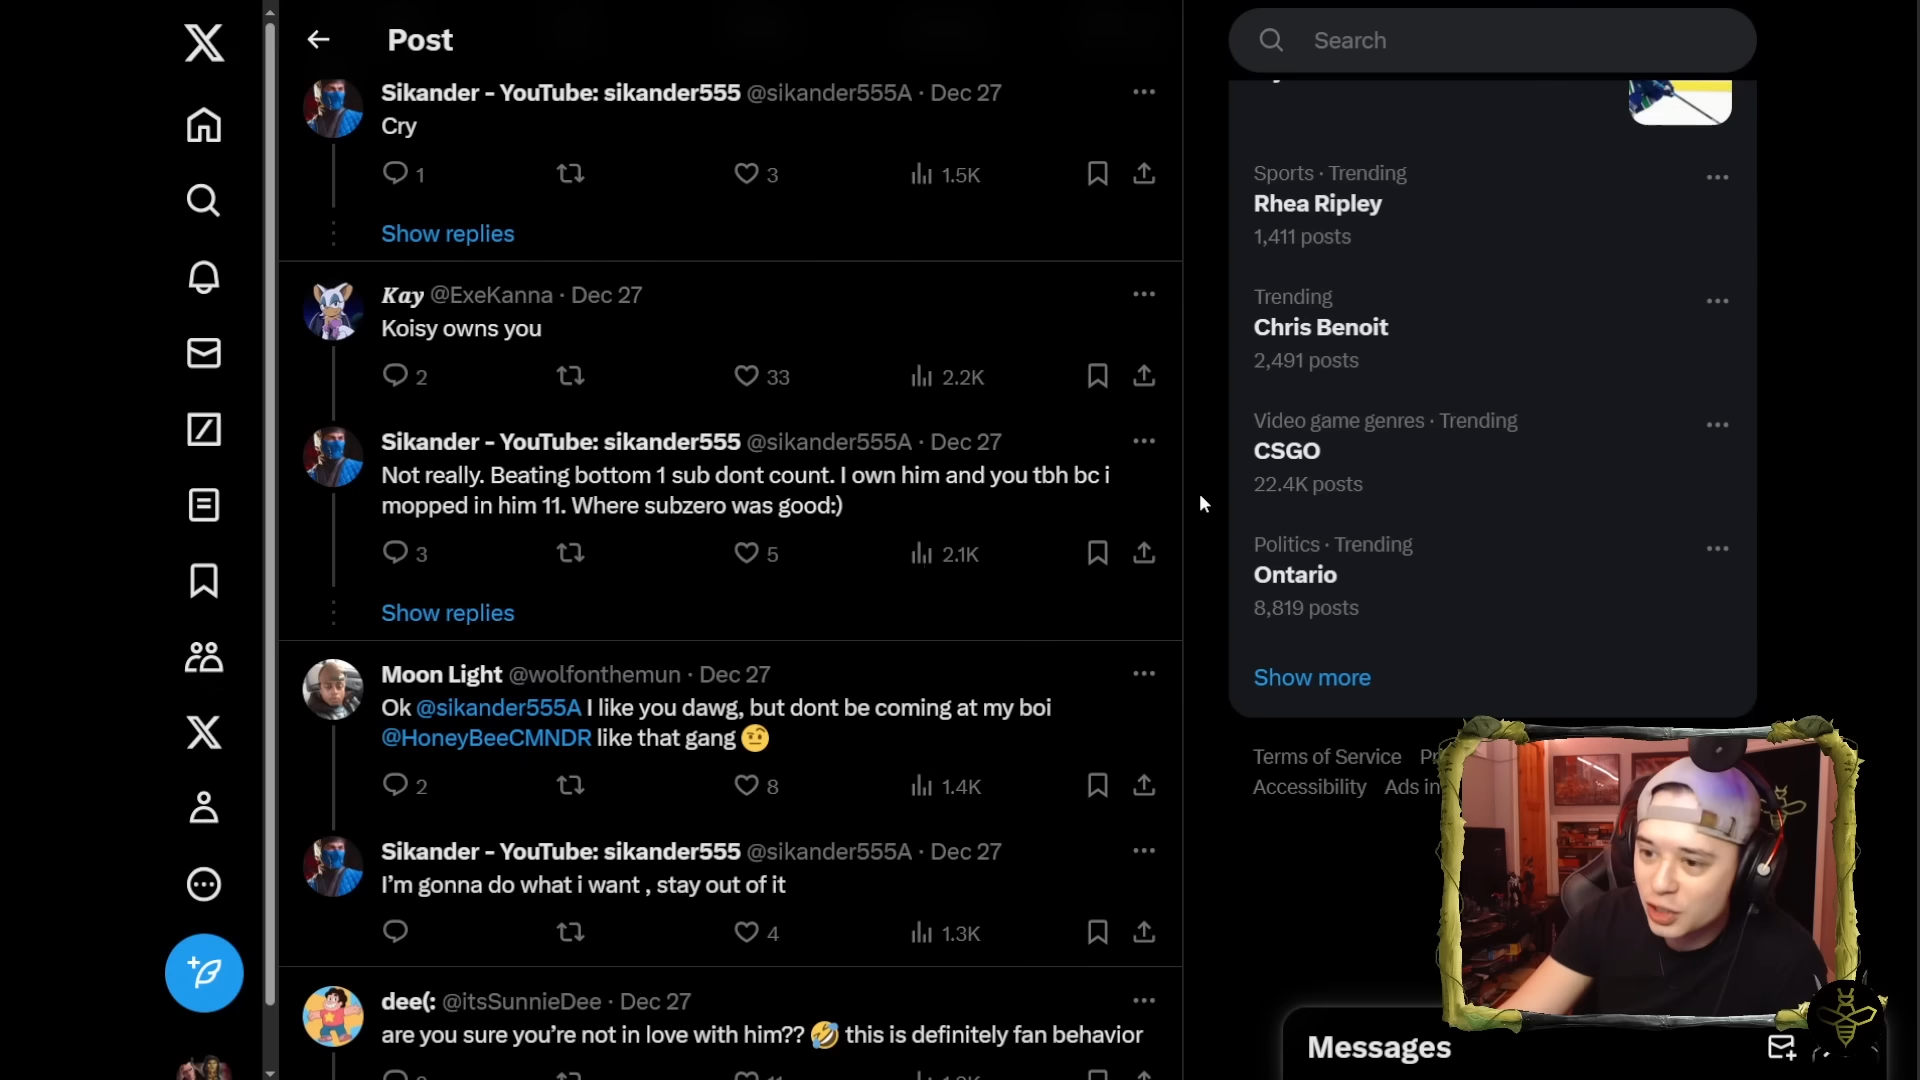 Post
Search
Sikander - YouTube: sikander555 @sikander555A · Dec 27
Cry
1
3
1.5K
Show replies
Kay @ExeKanna · Dec 27
Koisy owns you
2
33
2.2K
Sikander - YouTube: sikander555 @sikander555A · Dec 27
Not really. Beating bottom 1 sub dont count. I own him and you tbh bc i
mopped in him 11. Where subzero was good:)
3
5
2.1K
Show replies
Moon Light @wolfonthemun · Dec 27
Ok @sikander555A I like you dawg, but dont be coming at my boi
@HoneyBeeCMNDR like that gang 🤨
2
8
1.4K
Sikander - YouTube: sikander555 @sikander555A · Dec 27
I'm gonna do what i want , stay out of it
4
1.3K
dee(: @itsSunnieDee · Dec 27
are you sure you're not in love with him?? 🤣 this is definitely fan behavior
Sports · Trending
Rhea Ripley
1,411 posts
Trending
Chris Benoit
2,491 posts
Video game genres · Trending
CSGO
22.4K posts
Politics · Trending
Ontario
8,819 posts
Show more
Terms of Service
Accessibility Ads in
Messages